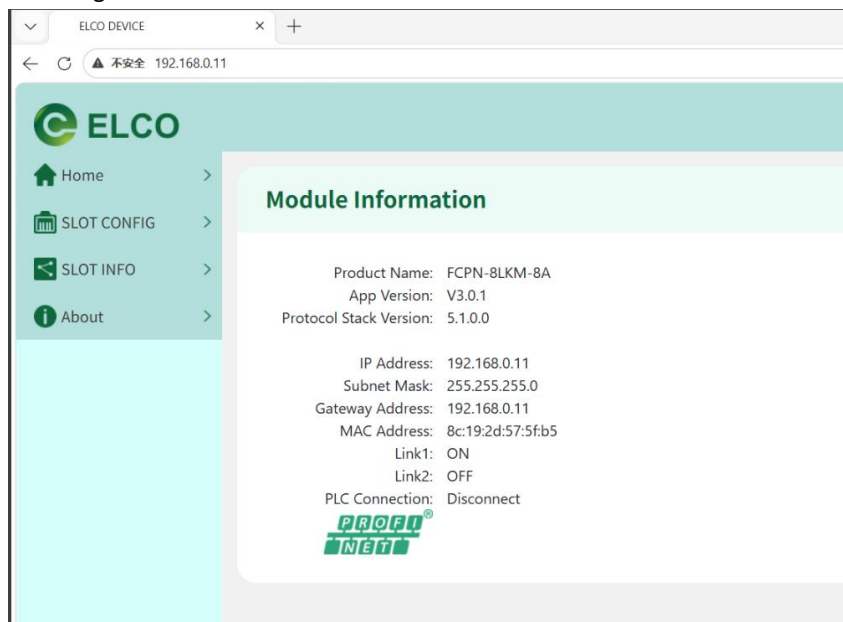 ELCO DEVICE
不安全 192.168.0.11
ELCO
Home
SLOT CONFIG
SLOT INFO
About
Module Information
Product Name: FCPN-8LKM-8A
App Version: V3.0.1
Protocol Stack Version: 5.1.0.0
IP Address: 192.168.0.11
Subnet Mask: 255.255.255.0
Gateway Address: 192.168.0.11
MAC Address: 8c:19:2d:57:5f:b5
Link1: ON
Link2: OFF
PLC Connection: Disconnect
PROFI®
NET